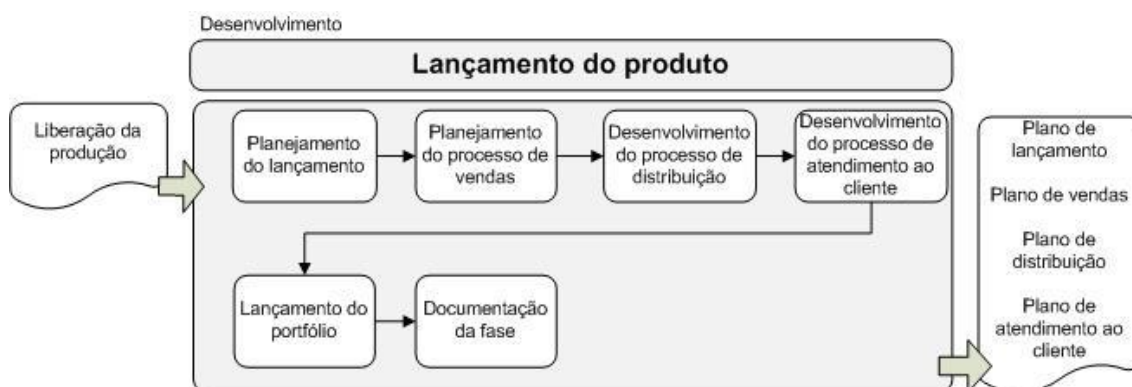 Desenvolvimento
Lançamento do produto
Liberação da
produção
Planejamento
do lançamento
Planejamento
do processo de
vendas
Desenvolvimento
do processo de
distribuição
Desenvolvimento
do processo de
atendimento ao
cliente
Lançamento do
portfólio
Documentação
da fase
Plano de
lançamento
Plano de vendas
Plano de
distribuição
Plano de
atendimento ao
cliente